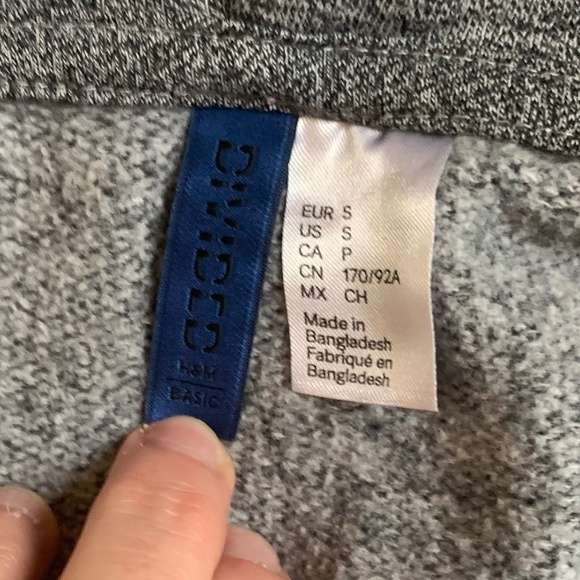 DIVIDED
H&M
BASIC
EUR S
US S
CA P
CN 170/92A
MX CH
Made in
Bangladesh
Fabriqué en
Bangladesh